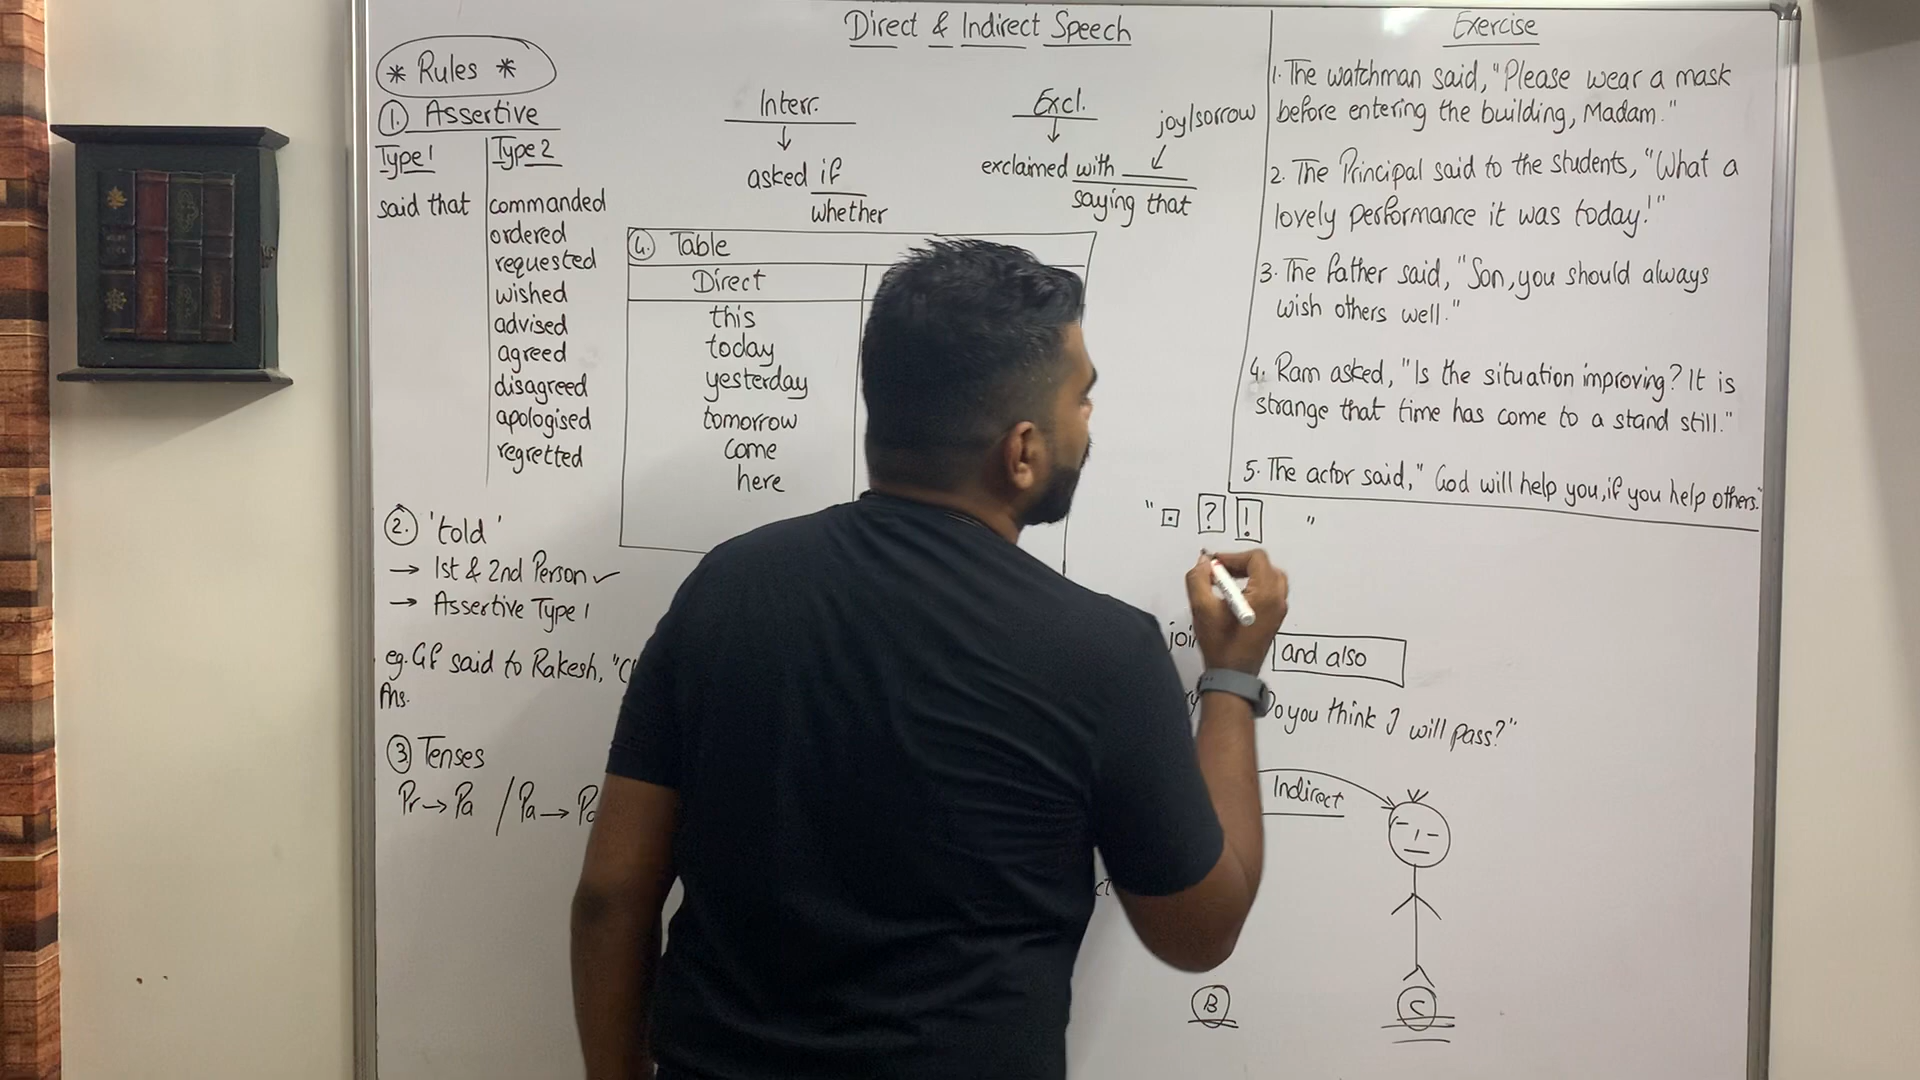 Direct & Indirect Speech
* Rules *
1. Assertive
Type 1
said that
Type 2
commanded
ordered
requested
wished
advised
agreed
disagreed
apologised
regretted
Interr.
asked if
whether
Excl.
joy/sorrow
exclaimed with
saying that
4. Table
Direct
this
today
yesterday
tomorrow
come
here
2. 'told'
→ 1st & 2nd Person ✓
→ Assertive Type 1
eg. GF said to Rakesh, "
Ans.
3 Tenses
Pr → Pa / Pa →
Exercise
1. The watchman said, "Please wear a mask
before entering the building, Madam."
2. The Principal said to the students, "What a
lovely performance it was today!"
3. The father said, "Son, you should always
wish others well."
4. Ram asked, "Is the situation improving? It is
strange that time has come to a stand still."
5. The actor said, "God will help you, if you help others."
" . ? ! "
and also
Do you think I will pass?"
Indirect
B
C